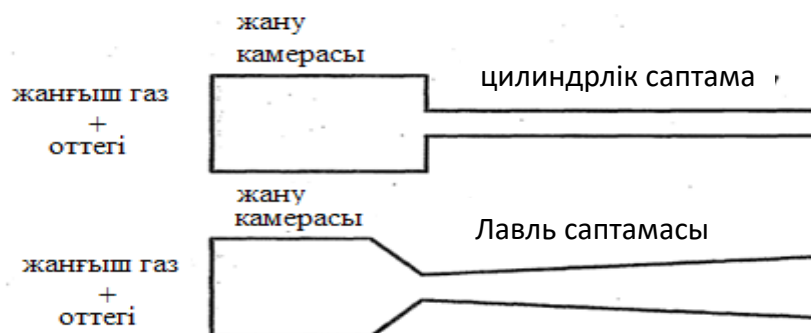 жану
камерасы
цилиндрлік саптама
жанғыш газ
+
оттегі
жану
камерасы
Лавль саптамасы
жанғыш газ
+
оттегі